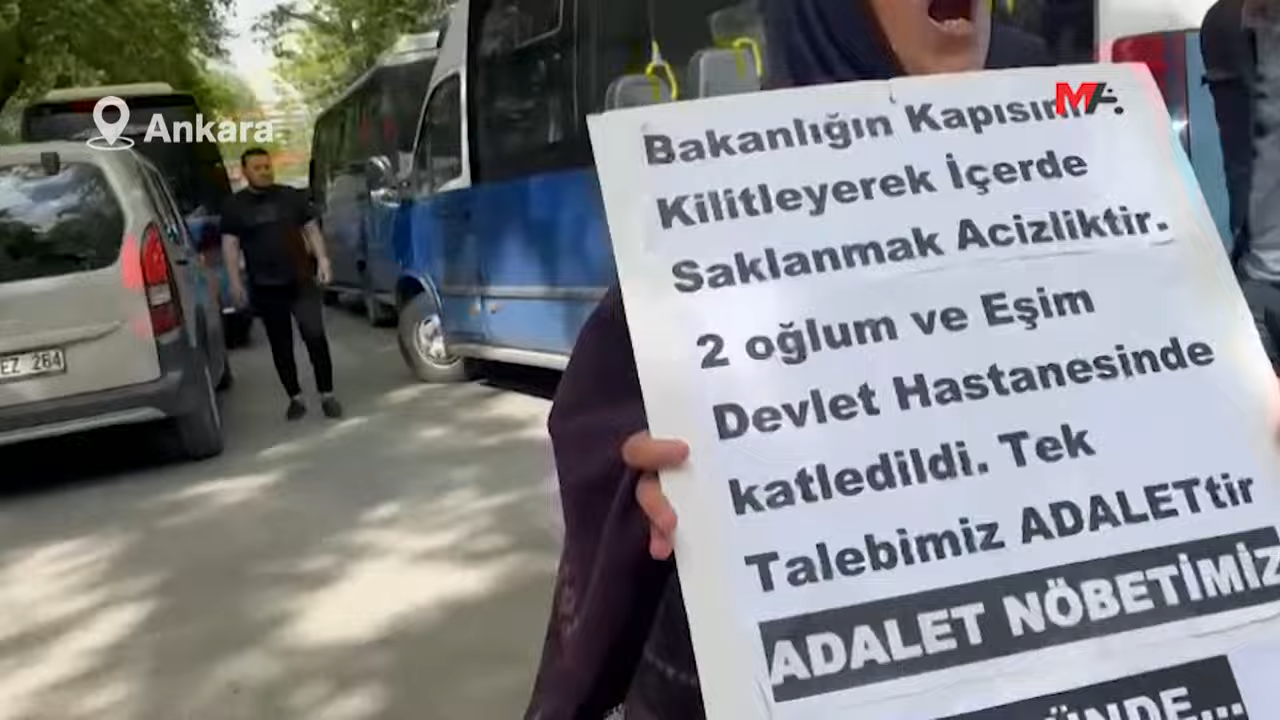 Ankara
MA
Bakanlığın Kapısını
Kilitleyerek İçerde
Saklanmak Acizliktir.
2 oğlum ve Eşim
Devlet Hastanesinde
katledildi. Tek
Talebimiz ADALETtir
ADALET NÖBETİMİZ
EZ 264